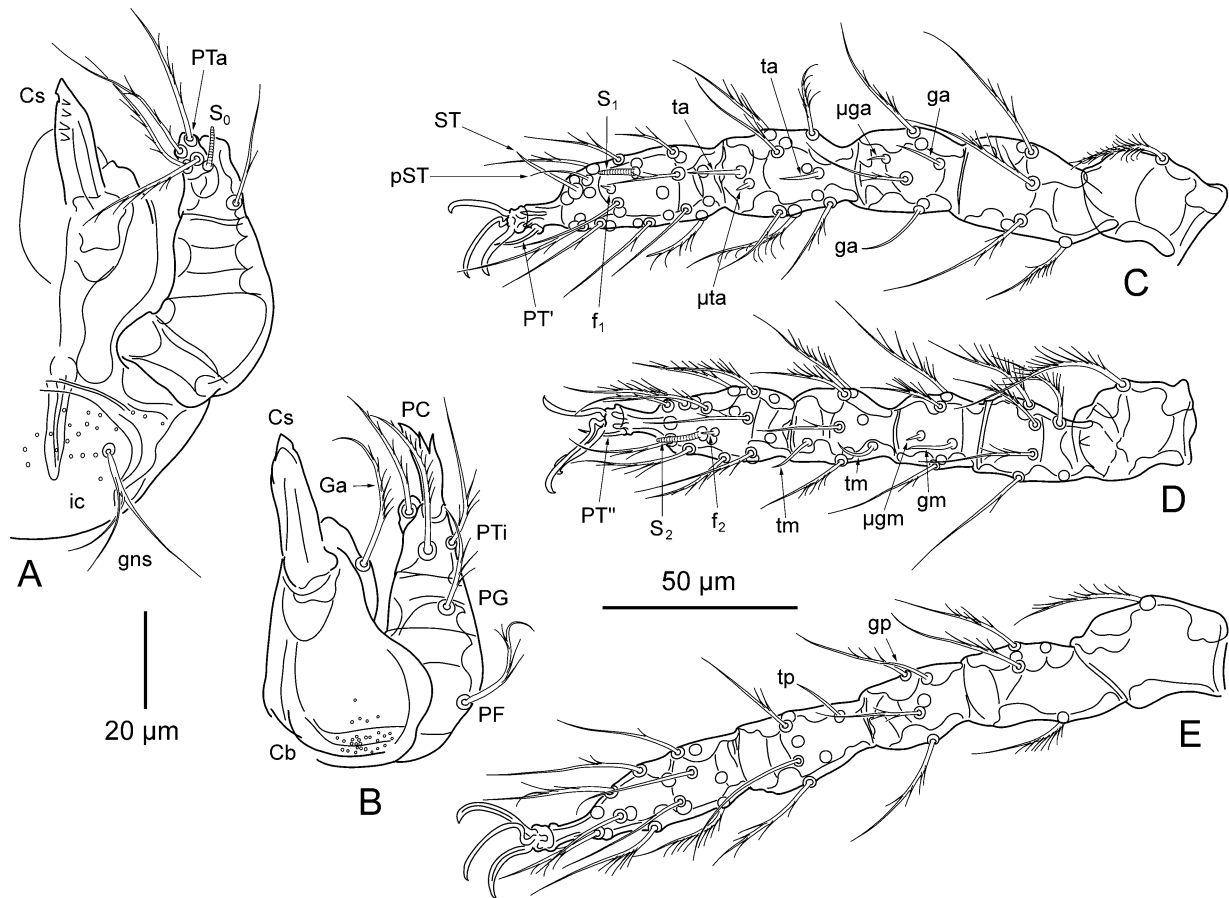 Cs
PTa
S₀
ic
gns
A
20 µm
Cs
PC
Ga
PTi
PG
PF
Cb
B
ST
pST
S₁
ta
ta
µga
ga
PT'
f₁
µta
ga
C
PT"
S₂
f₂
tm
tm
µgm
gm
D
50 µm
gp
tp
E